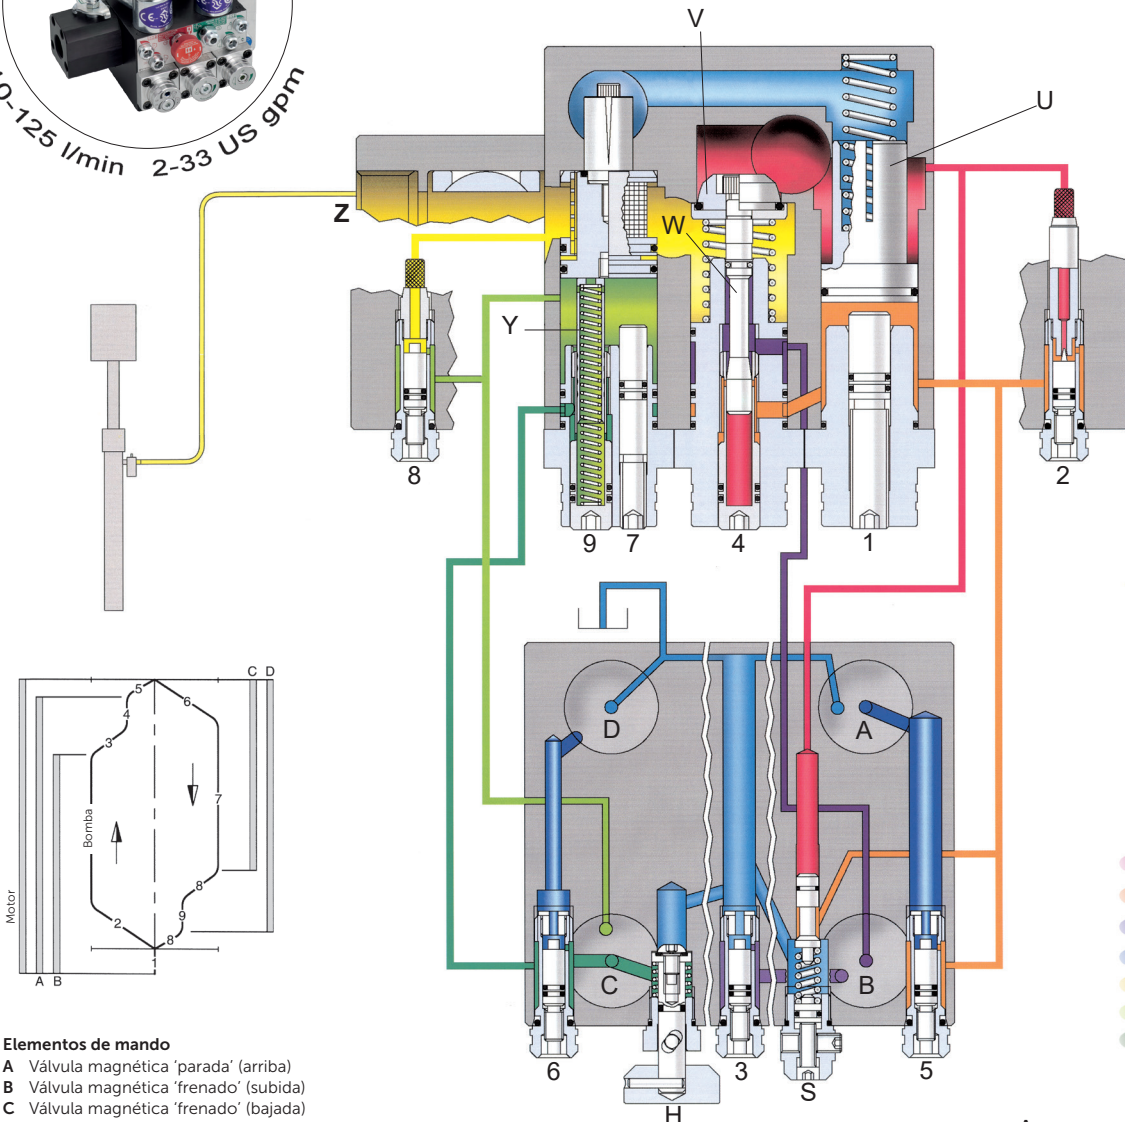 10-125 l/min 2-33 US gpm
V
U
W
Z
Y
8
9
7
4
1
2
D
A
C
B
6
H
3
S
5
C D
5
6
4
3
Bomba
7
Motor
8
2
9
8
1
A B
Elementos de mando
A Válvula magnética ‘parada’ (arriba)
B Válvula magnética ‘frenado’ (subida)
C Válvula magnética ‘frenado’ (bajada)